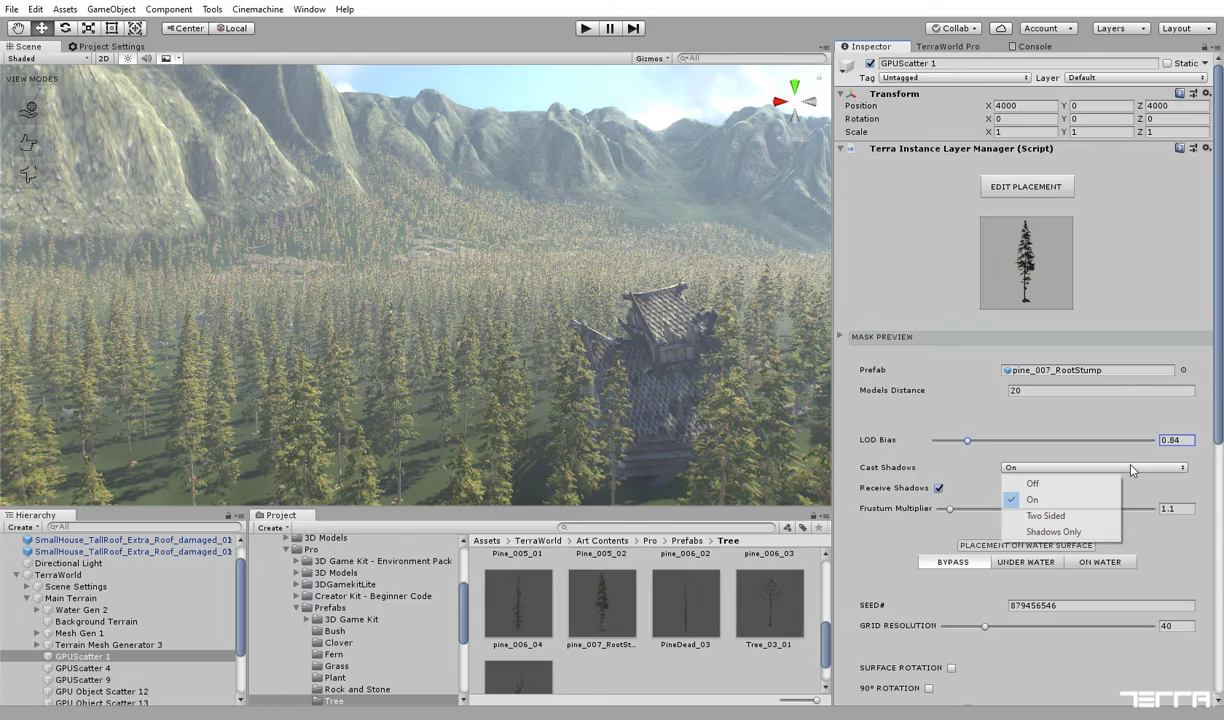 File Edit Assets GameObject Component Tools Cinemachine Window Help
Center Local Collab Account Layers Layout
Scene Project Settings Inspector TerraWorld Pro Console
Shaded 2D Gizmos All
VIEW MODES
GPUScatter 1 Static
Tag Untagged Layer Default
Transform
Position X 4000 Y 0 Z 4000
Rotation X 0 Y 0 Z 0
Scale X 1 Y 1 Z 1
Terra Instance Layer Manager (Script)
EDIT PLACEMENT
MASK PREVIEW
Prefab pine_007_RootStump
Models Distance 20
LOD Bias 0.84
Cast Shadows On
Off
On
Two Sided
Shadows Only
Receive Shadows
Frustum Multiplier 1.1
PLACEMENT ON WATER SURFACE
BYPASS UNDER WATER ON WATER
SEED# 879456546
GRID RESOLUTION 40
SURFACE ROTATION
90° ROTATION
Hierarchy
Create All
SmallHouse_TallRoof_Extra_Roof_damaged_01
SmallHouse_TallRoof_Extra_Roof_damaged_01
Directional Light
TerraWorld
Scene Settings
Main Terrain
Water Gen 2
Background Terrain
Mesh Gen 1
Terrain Mesh Generator 3
GPUScatter 1
GPUScatter 4
GPUScatter 9
GPU Object Scatter 12
GPU Object Scatter 13
Project
Create
3D Models
Pro
3D Game Kit - Environment Pack
3D Models
3DGamekitLite
Creator Kit - Beginner Code
Prefabs
3D Game Kit
Bush
Clover
Fern
Grass
Plant
Rock and Stone
Tree
Assets TerraWorld Art Contents Pro Prefabs Tree
Pine_005_01 Pine_005_02 pine_006_02 pine_006_03
pine_006_04 pine_007_RootSt... PineDead_03 Tree_03_01
TERRA